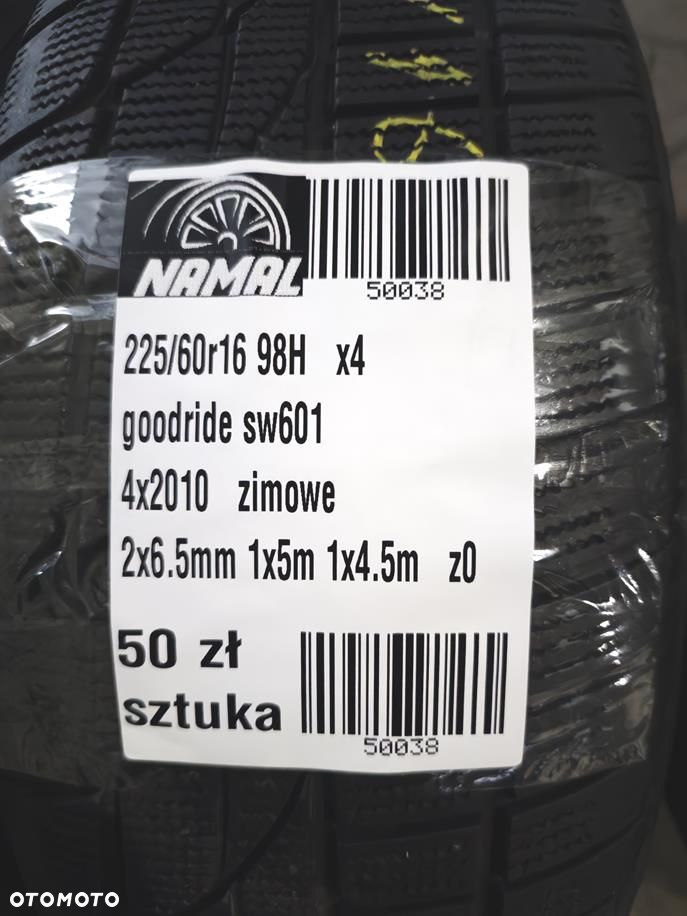 NAMAL
50038
225/60r16 98H x4
goodride sw601
4x2010 zimowe
2x6.5mm 1x5m 1x4.5m z0
50 zł
sztuka
50038
OTOMOTO